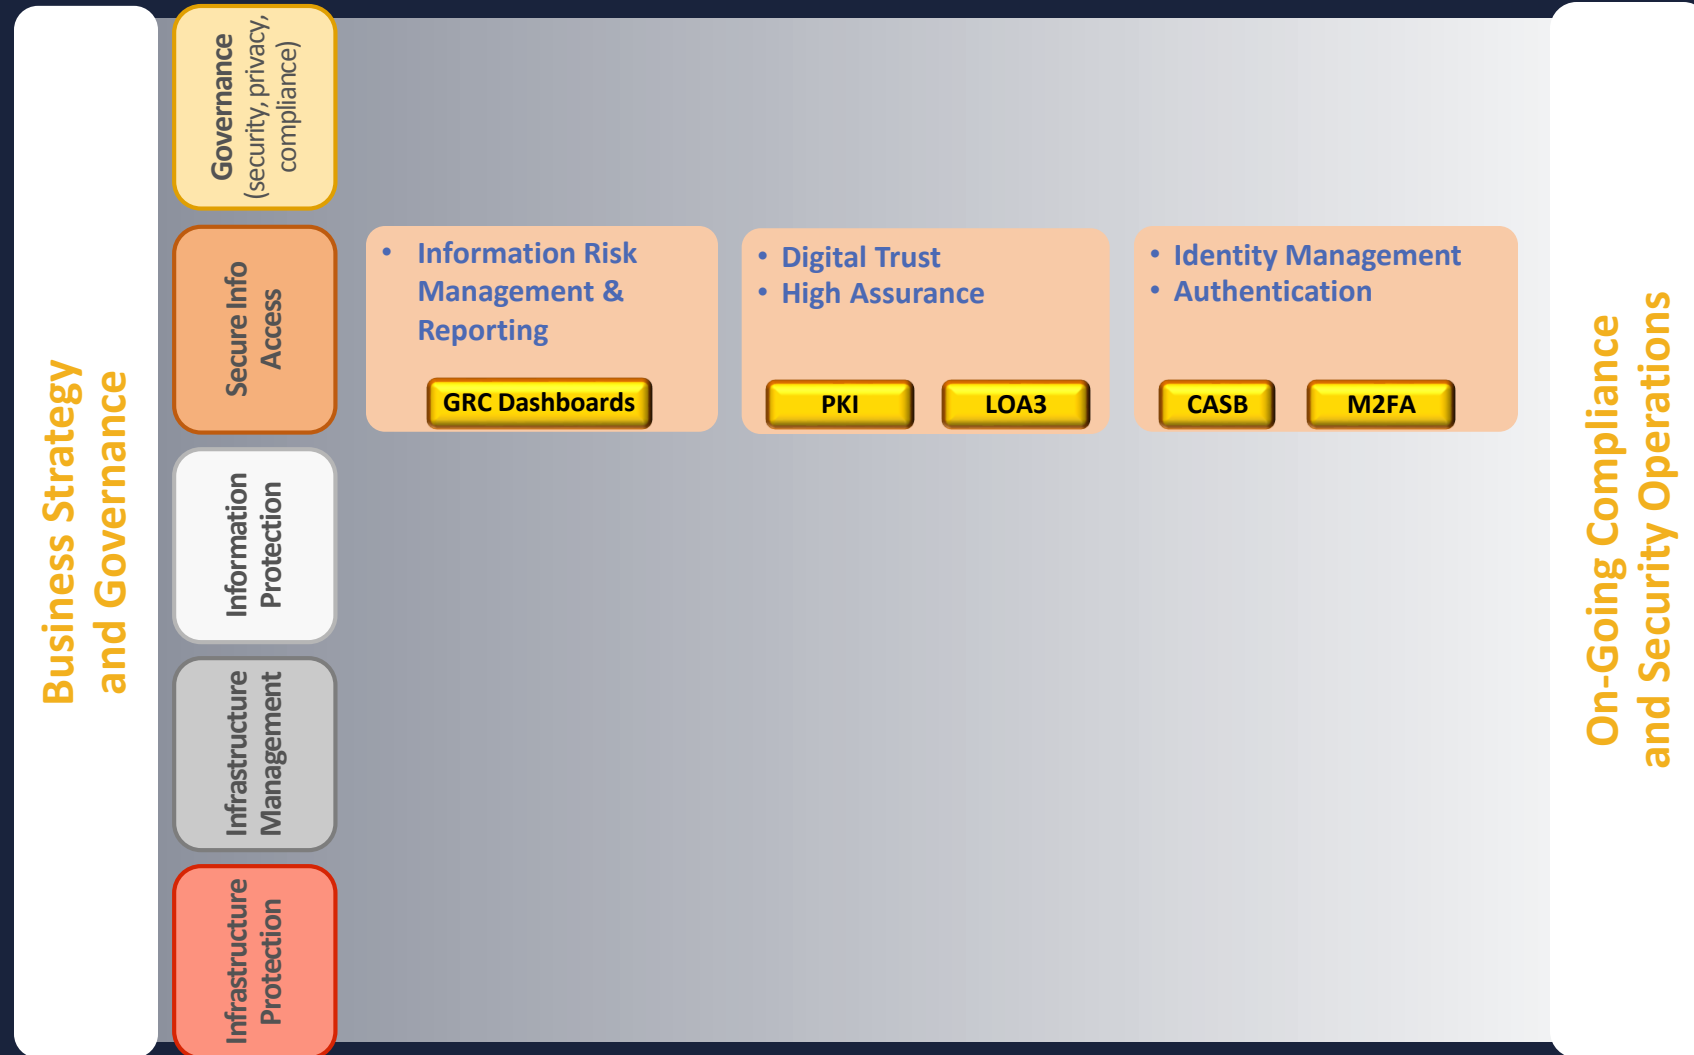 Business Strategy
and Governance
Governance
(security, privacy,
compliance)
Secure Info
Access
• Information Risk
Management &
Reporting
GRC Dashboards
• Digital Trust
• High Assurance
PKI
LOA3
• Identity Management
• Authentication
CASB
M2FA
Information
Protection
Infrastructure
Management
Infrastructure
Protection
On-Going Compliance
and Security Operations